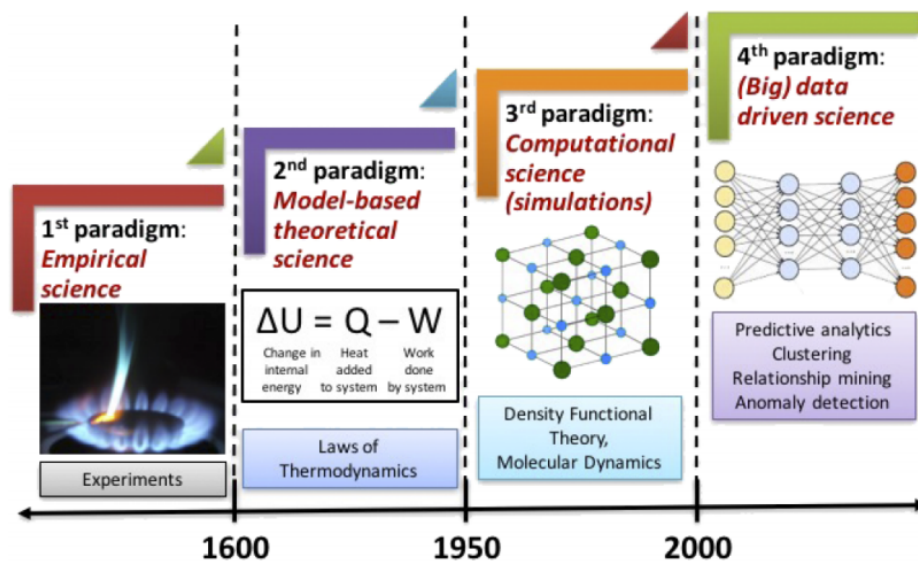 1st paradigm:
Empirical
science
Experiments
2nd paradigm:
Model-based
theoretical
science
ΔU = Q – W
Change in internal energy
Heat added to system
Work done by system
Laws of
Thermodynamics
3rd paradigm:
Computational
science
(simulations)
Density Functional
Theory,
Molecular Dynamics
4th paradigm:
(Big) data
driven science
Predictive analytics
Clustering
Relationship mining
Anomaly detection
1600
1950
2000